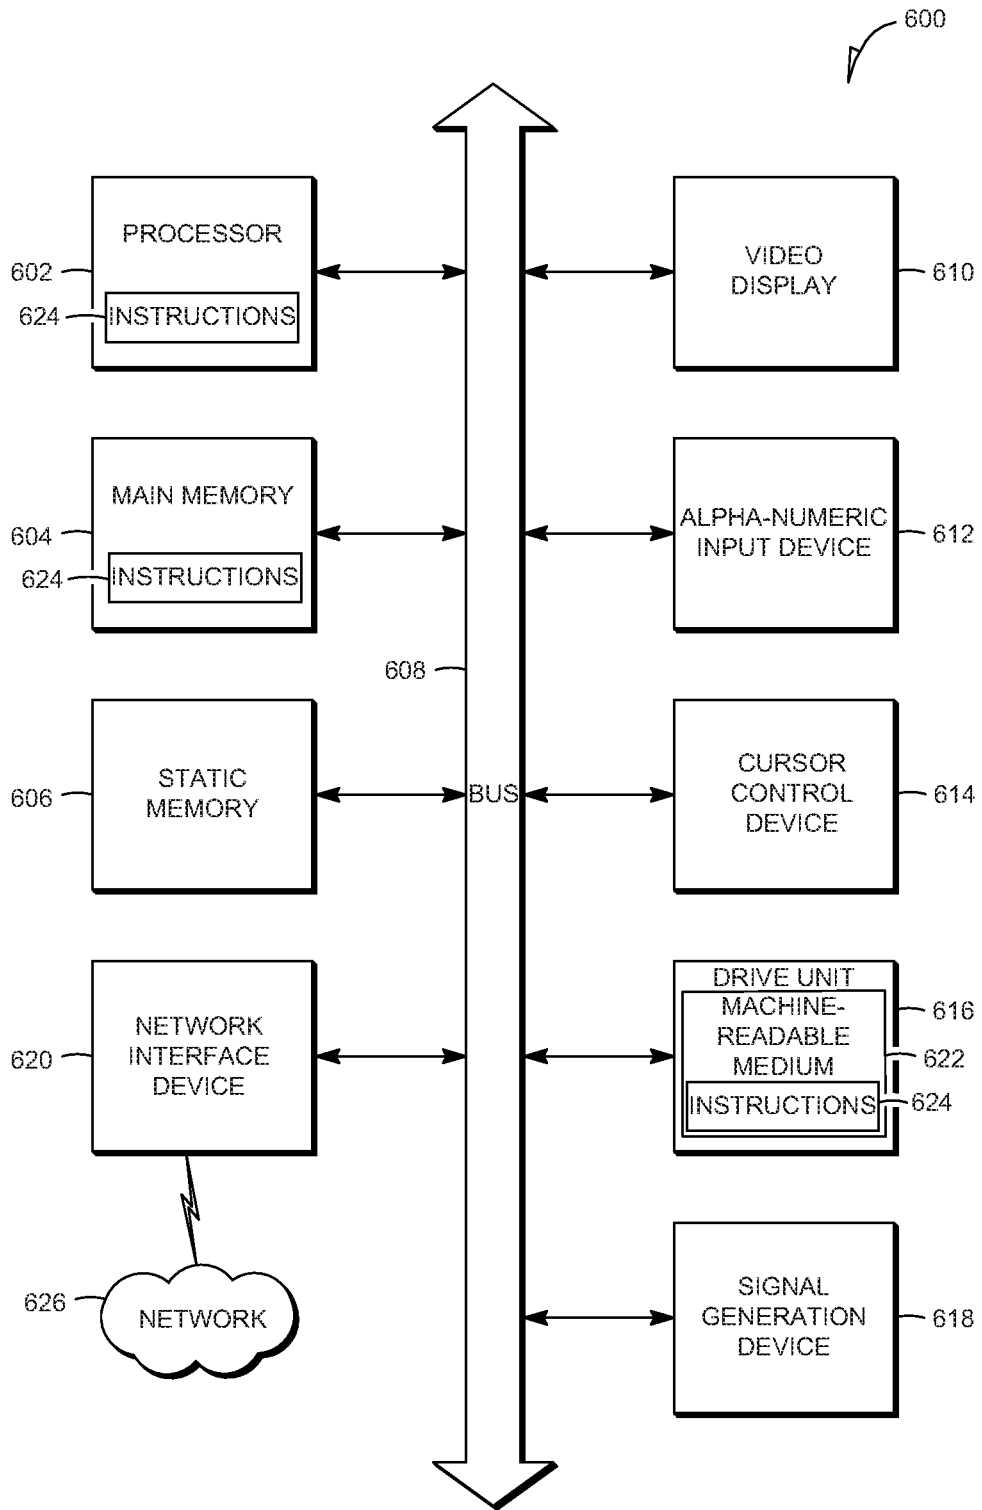 600
PROCESSOR
602
624
INSTRUCTIONS
VIDEO
DISPLAY
610
MAIN MEMORY
604
624
INSTRUCTIONS
ALPHA-NUMERIC
INPUT DEVICE
612
608
STATIC
MEMORY
606
BUS
CURSOR
CONTROL
DEVICE
614
NETWORK
INTERFACE
DEVICE
620
DRIVE UNIT
616
MACHINE-
READABLE
MEDIUM
622
INSTRUCTIONS
624
626
NETWORK
SIGNAL
GENERATION
DEVICE
618